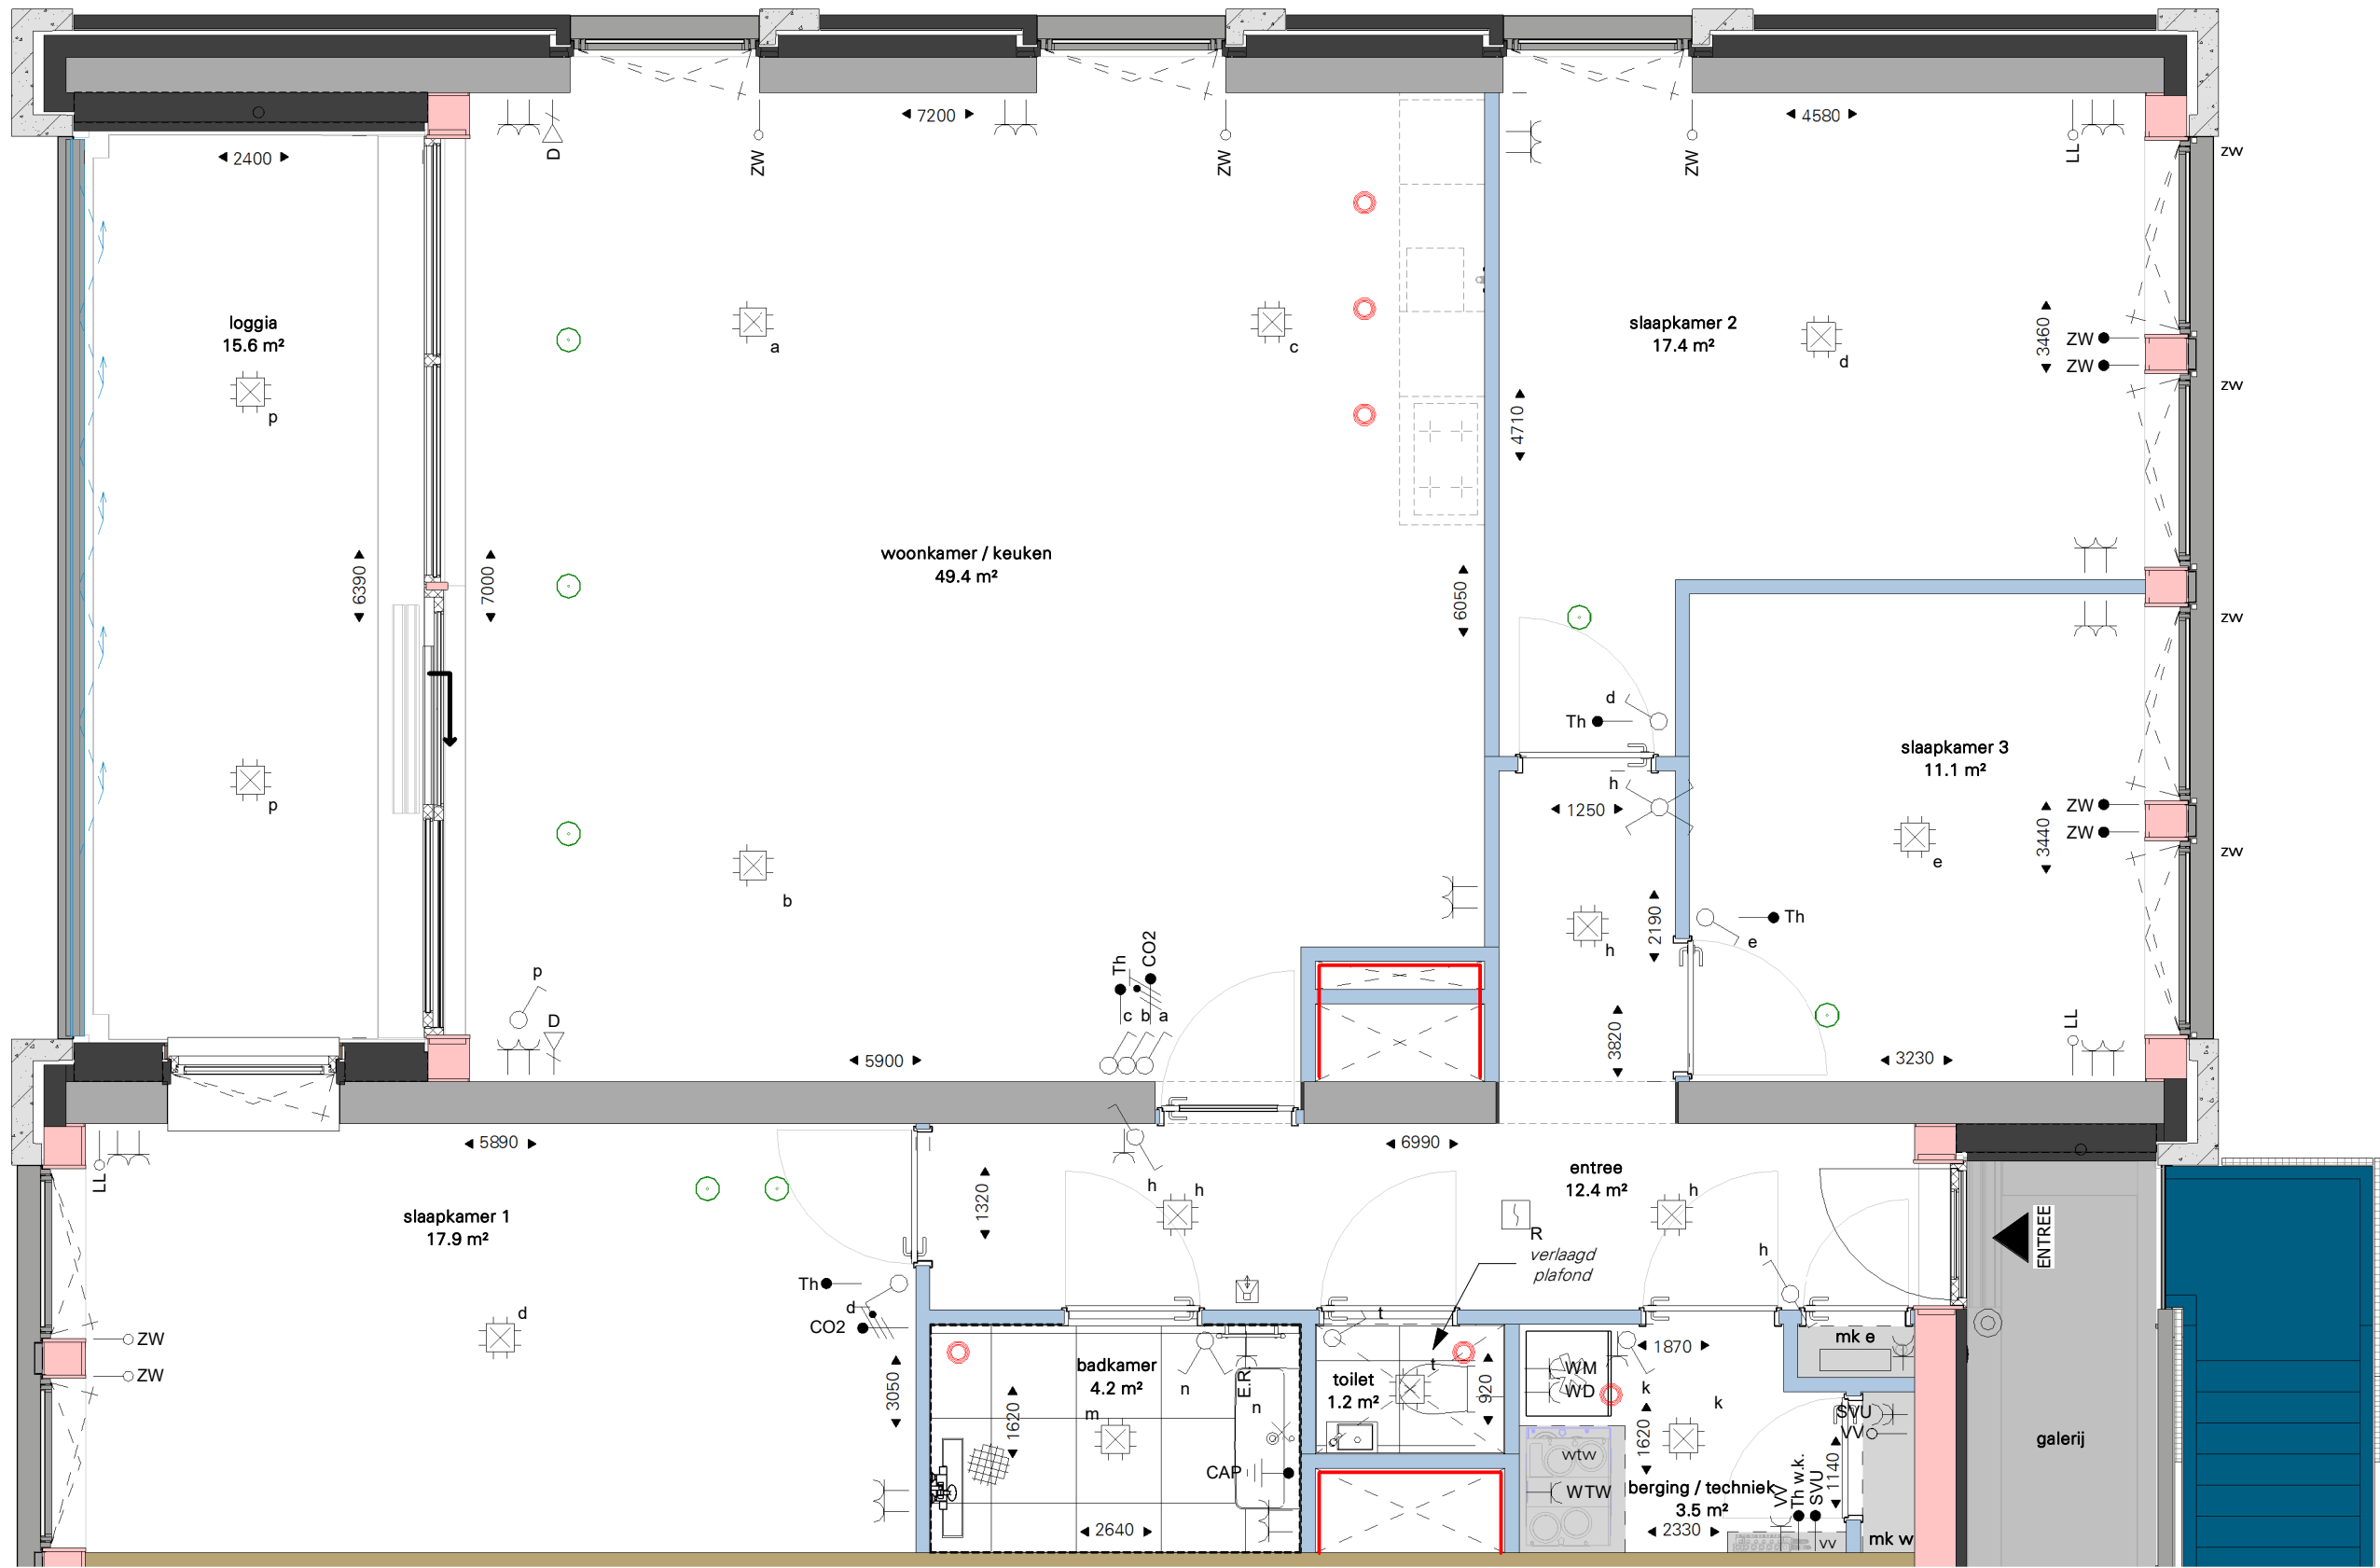 2400
7200
4580
D
ZW
ZW
ZW
LL
zw
loggia
15.6 m²
p
a
c
slaapkamer 2
17.4 m²
d
3460
ZW
ZW
zw
4710
woonkamer / keuken
49.4 m²
6390
7000
6050
zw
d
Th
h
1250
slaapkamer 3
11.1 m²
p
b
e
3440
ZW
ZW
zw
2190
h
Th
e
p
D
Th
CO2
c b a
5900
3820
3230
LL
5890
6990
LL
1320
h
h
entree
12.4 m²
h
R
verlaagd
plafond
h
ENTREE
slaapkamer 1
17.9 m²
Th
d
CO2
d
ZW
ZW
3050
badkamer
4.2 m²
m
1620
n
E.R.
n
CAP
2640
t
t
toilet
1.2 m²
920
WM
WD
1870
k
k
1620
wtw
WTW
berging / techniek
3.5 m²
2330
mk e
SVU
VV
1140
VV
Th w.k.
SVU
vv
mk w
galerij